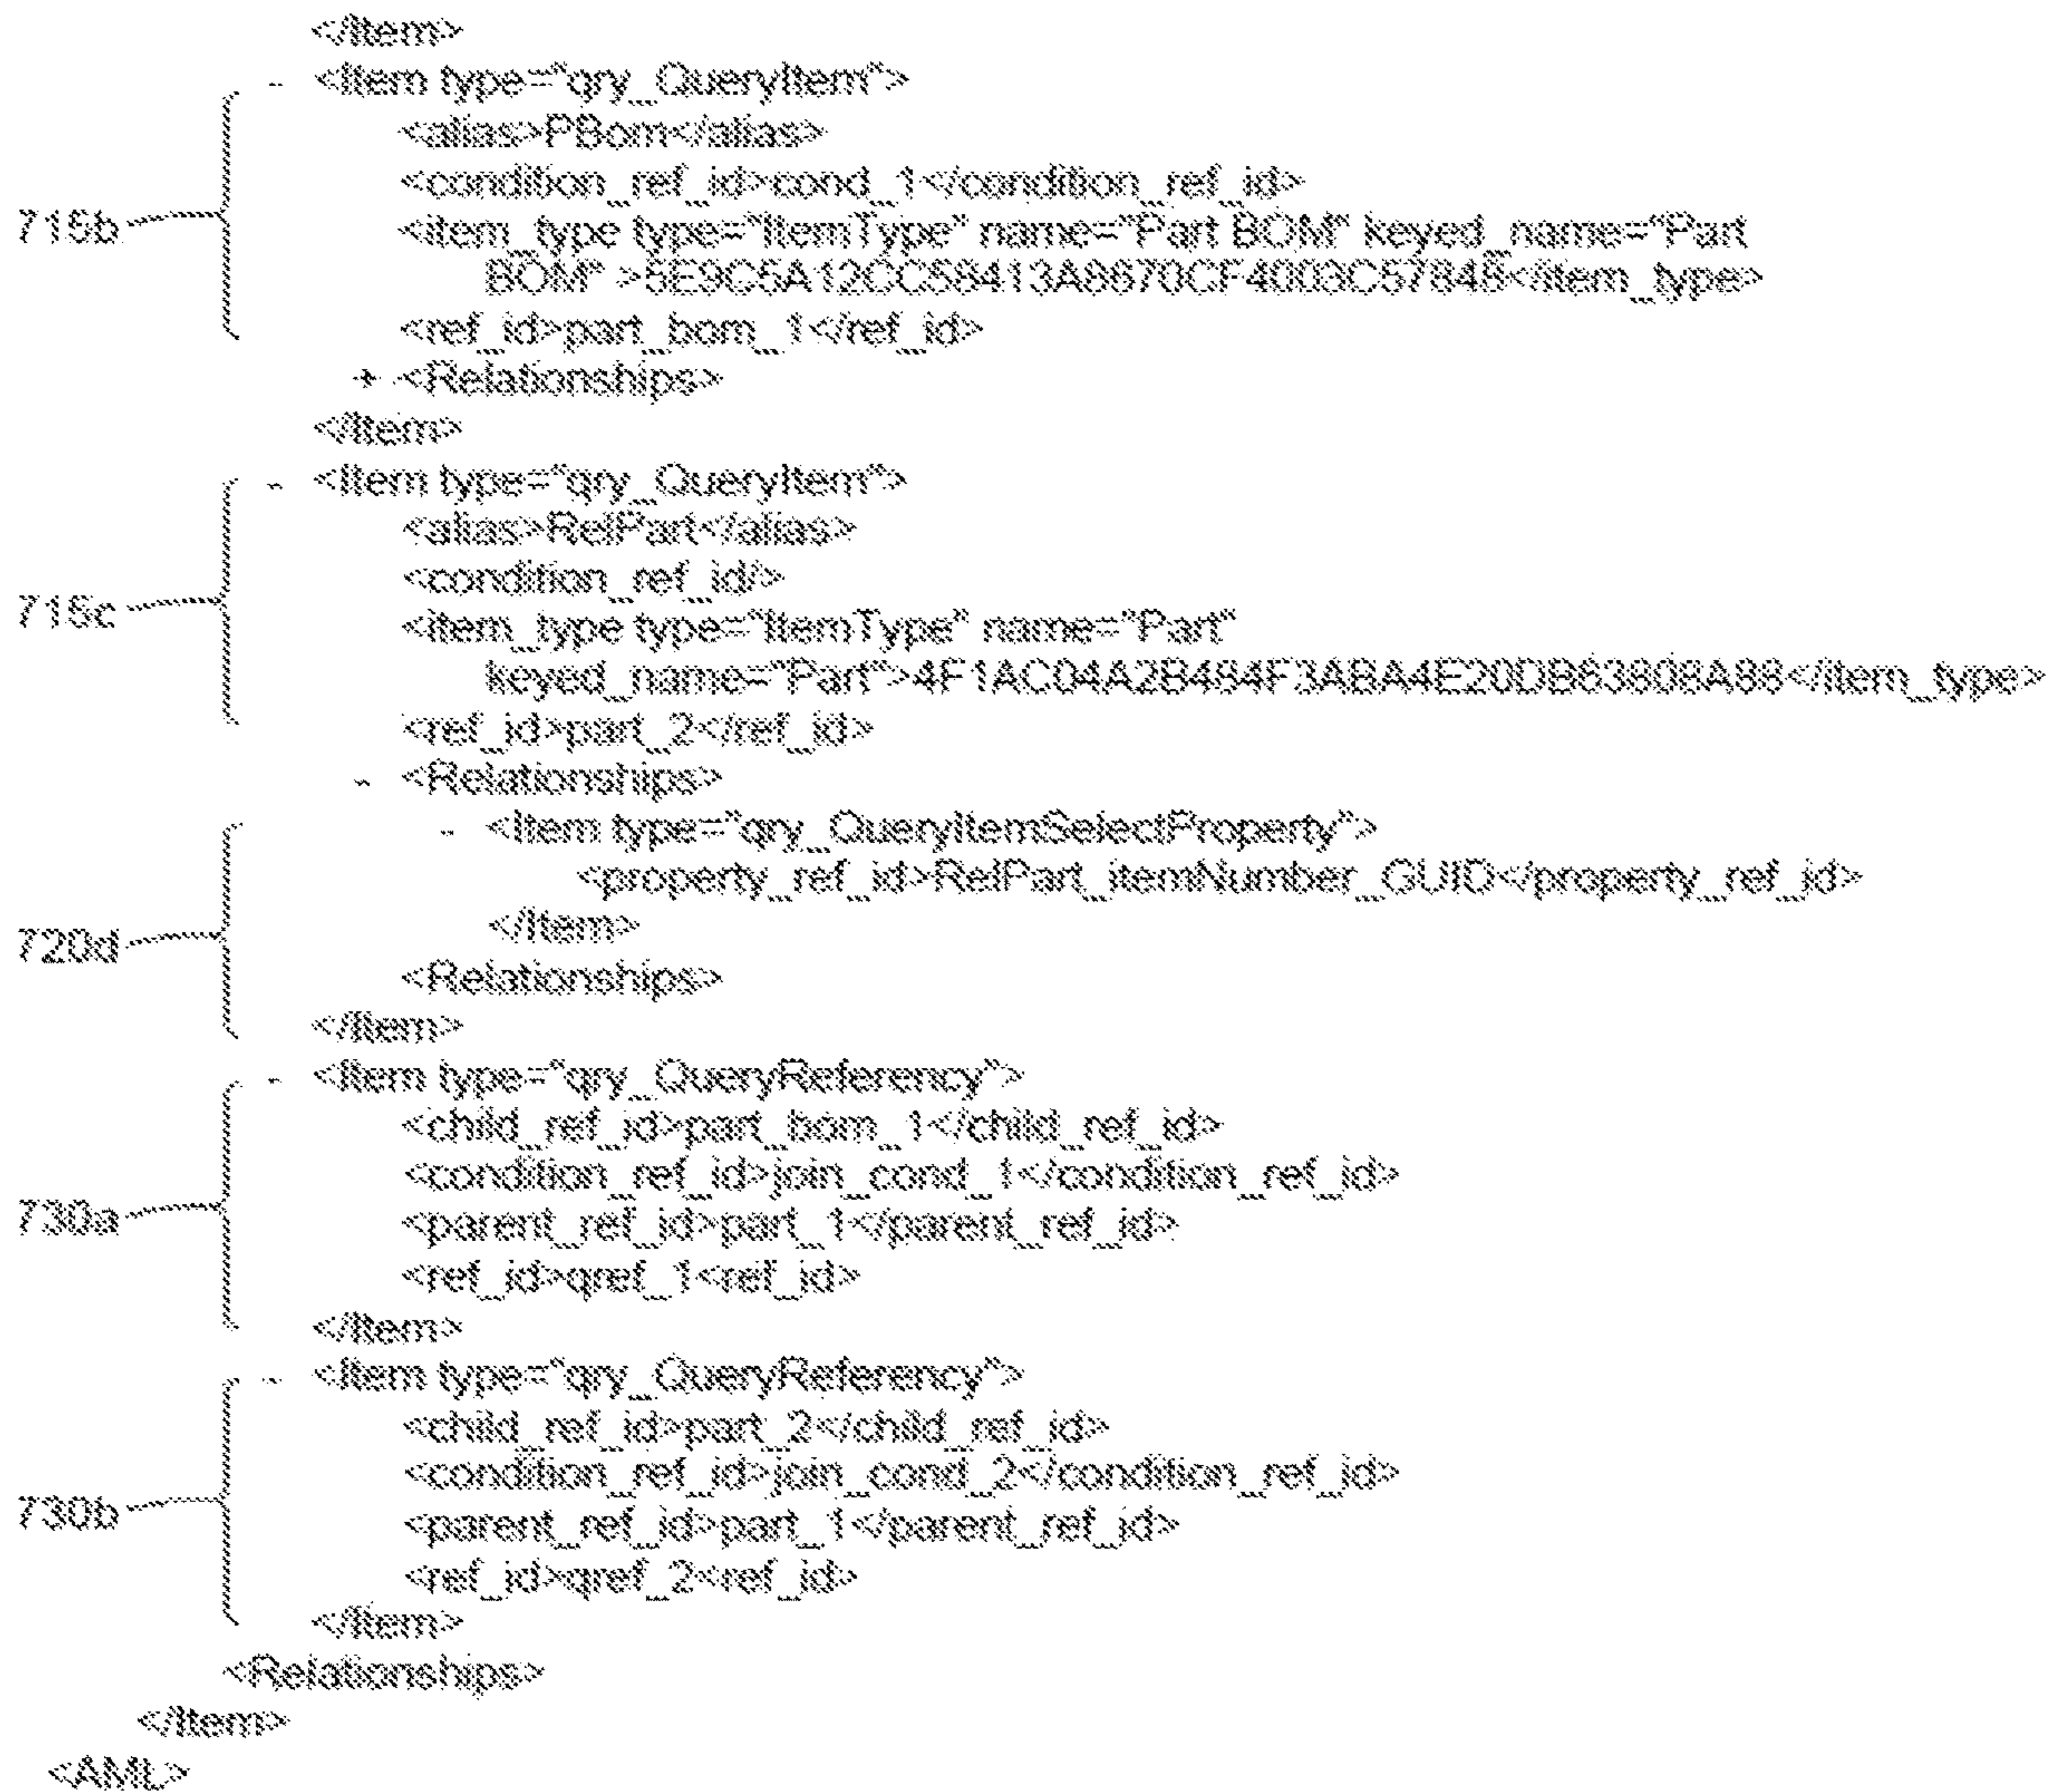 </Item>
- <Item type="qry_QueryItem">
<alias>PBom</alias>
<condition_ref_id>cond_1</condition_ref_id>
715b
<item_type type="ItemType" name="Part BOM" keyed_name="Part
BOM" >5E9C5A12CC58413A8670CF4003C57848</item_type>
<ref_id>part_bom_1</ref_id>
+ <Relationships>
</Item>
- <Item type="qry_QueryItem">
<alias>RelPart</alias>
<condition_ref_id/>
715c
<item_type type="ItemType" name="Part"
keyed_name="Part">4F1AC04A2B484F3ABA4E20DB63808A88</item_type>
<ref_id>part_2</ref_id>
- <Relationships>
- <Item type="qry_QueryItemSelectProperty">
<property_ref_id>RelPart_itemNumber_GUID</property_ref_id>
</Item>
720d
<Relationships>
</Item>
- <Item type="qry_QueryReferency">
<child_ref_id>part_bom_1</child_ref_id>
<condition_ref_id>join_cond_1</condition_ref_id>
730a
<parent_ref_id>part_1</parent_ref_id>
<ref_id>qref_1<ref_id>
</Item>
- <Item type="qry_QueryReferency">
<child_ref_id>part_2</child_ref_id>
<condition_ref_id>join_cond_2</condition_ref_id>
730b
<parent_ref_id>part_1</parent_ref_id>
<ref_id>qref_2<ref_id>
</Item>
<Relationships>
</Item>
<AML>